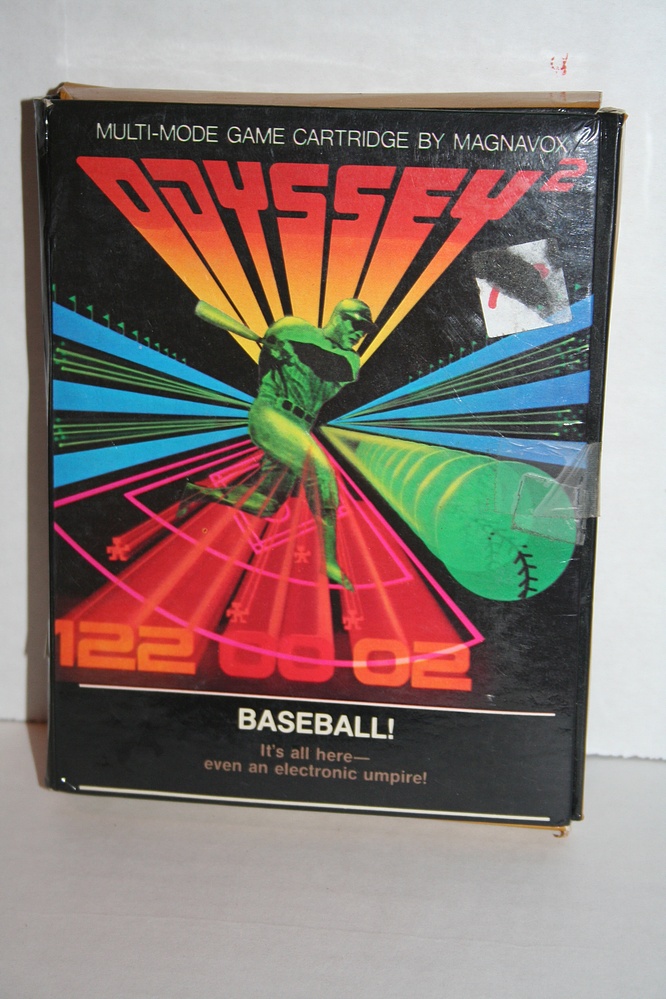 MULTI-MODE GAME CARTRIDGE BY MAGNAVOX
ODYSSEY²
122 00 02
BASEBALL!
It's all here—
even an electronic umpire!